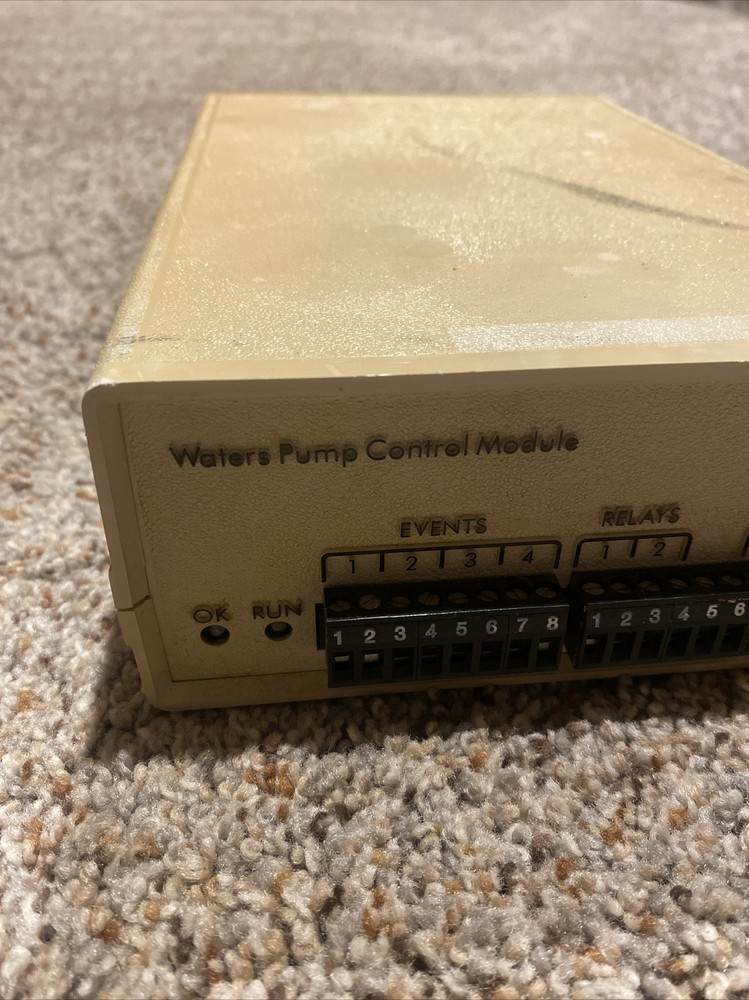 Waters Pump Control Module
EVENTS
RELAYS
1 2 3 4
1 2
OK
RUN
1 2 3 4 5 6 7 8
1 2 3 4 5 6